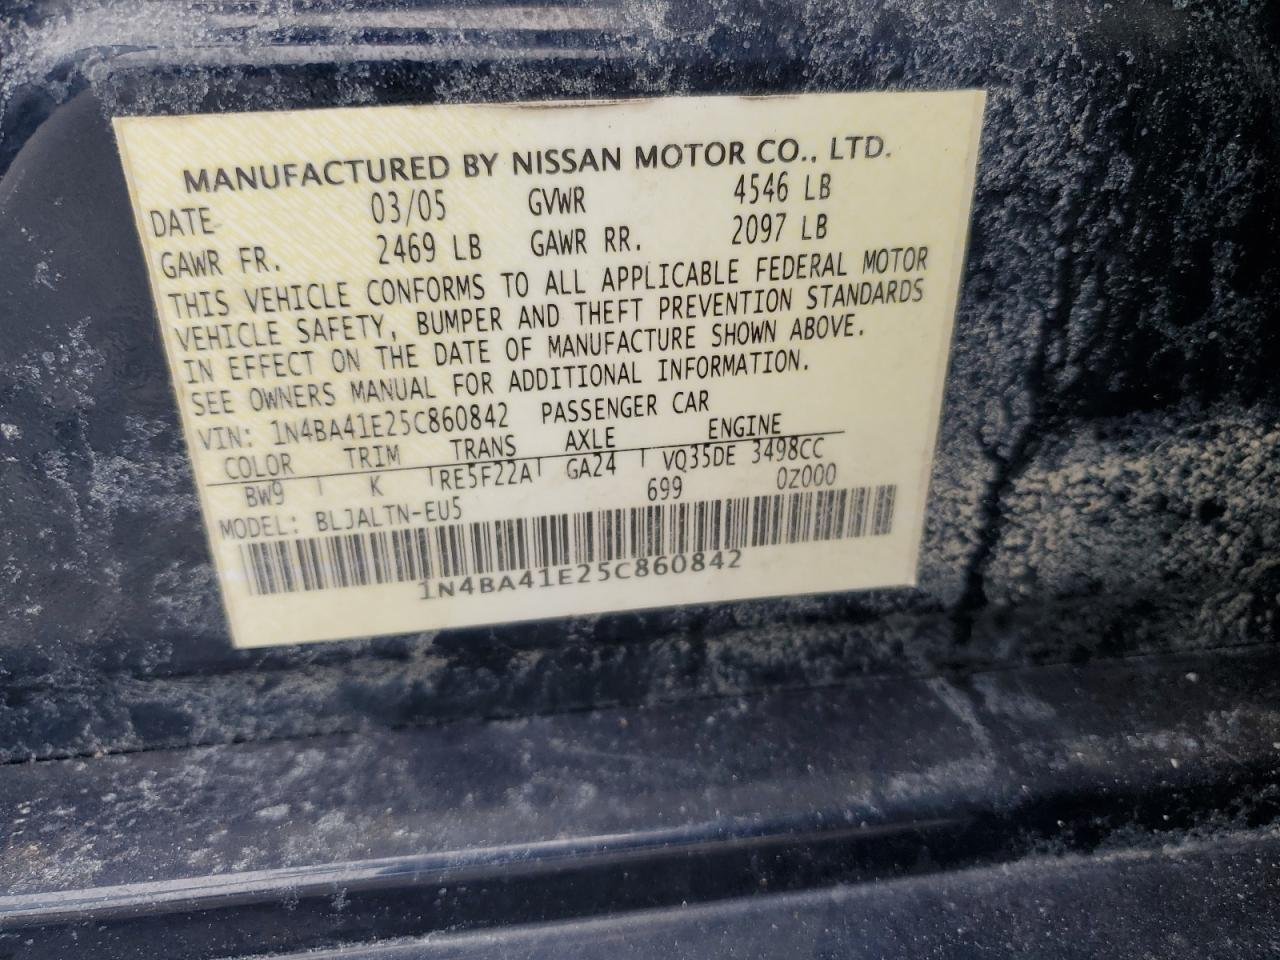 MANUFACTURED BY NISSAN MOTOR CO., LTD.
DATE 03/05 GVWR 4546 LB
GAWR FR. 2469 LB GAWR RR. 2097 LB
THIS VEHICLE CONFORMS TO ALL APPLICABLE FEDERAL MOTOR
VEHICLE SAFETY, BUMPER AND THEFT PREVENTION STANDARDS
IN EFFECT ON THE DATE OF MANUFACTURE SHOWN ABOVE.
SEE OWNERS MANUAL FOR ADDITIONAL INFORMATION.
VIN: 1N4BA41E25C860842 PASSENGER CAR
COLOR TRIM TRANS AXLE ENGINE
BW9 K RE5F22A GA24 VQ35DE 3498CC
MODEL: BLJALTN-EU5 699 0Z000
1N4BA41E25C860842